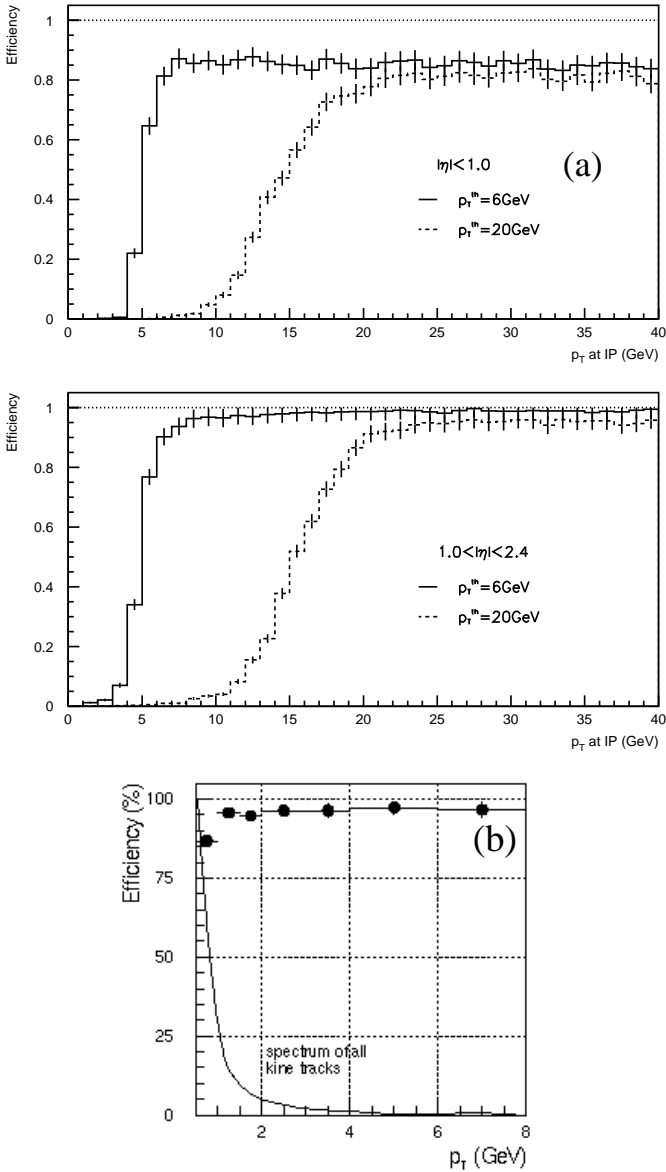 Efficiency
1
0.8
0.6
0.4
0.2
0
|η|<1.0
(a)
p_T^th=6GeV
p_T^th=20GeV
0 5 10 15 20 25 30 35 40
p_T at IP (GeV)
Efficiency
1
0.8
0.6
0.4
0.2
0
1.0<|η|<2.4
p_T^th=6GeV
p_T^th=20GeV
0 5 10 15 20 25 30 35 40
p_T at IP (GeV)
Efficiency (%)
100
75
50
25
0
(b)
spectrum of all
kine tracks
2 4 6 8
p_T (GeV)